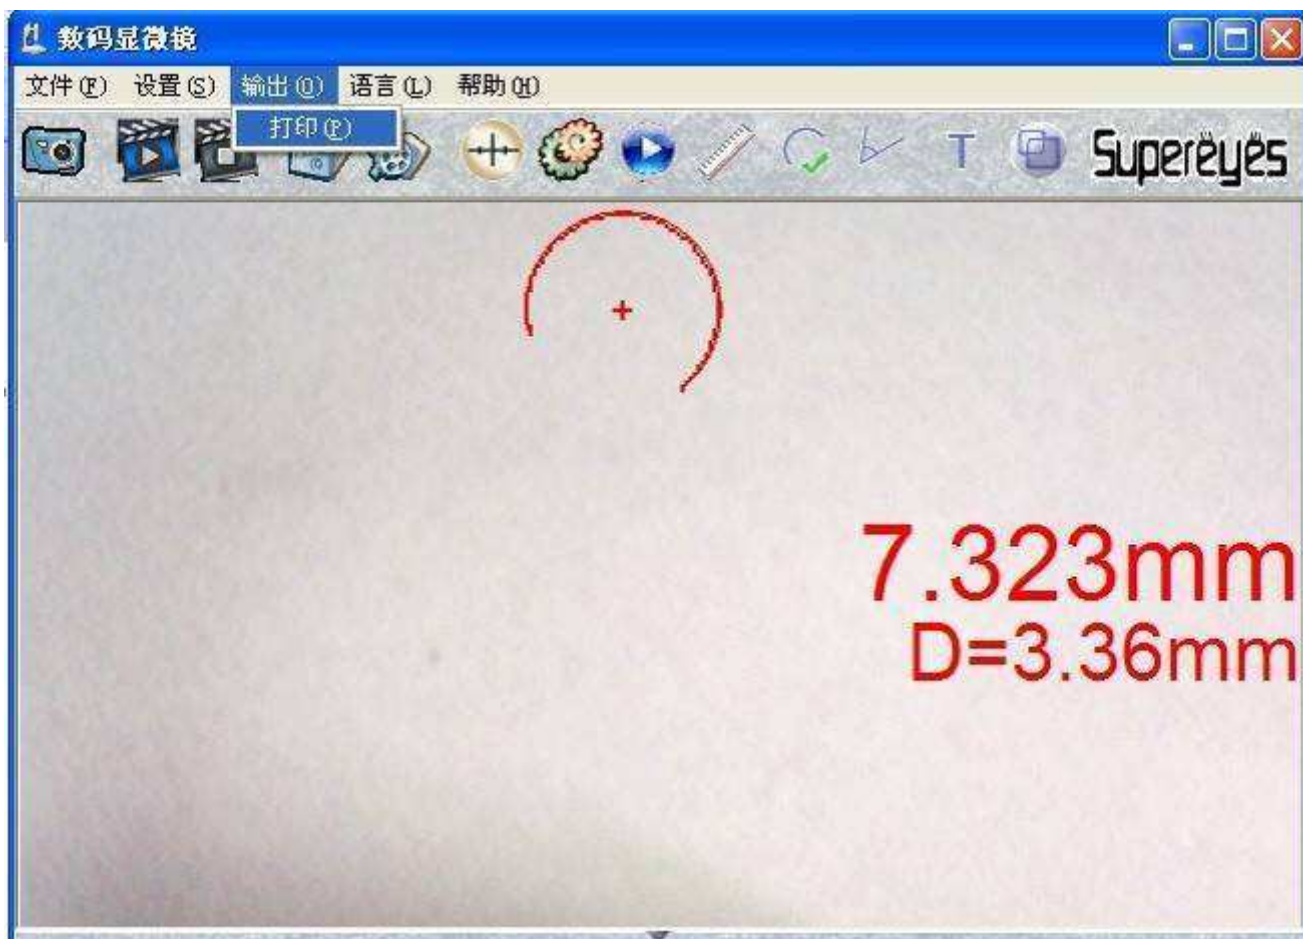 数码显微镜
文件(F) 设置(S) 输出(O) 语言(L) 帮助(H)
打印(P)
T
Supereyes
7.323mm
D=3.36mm